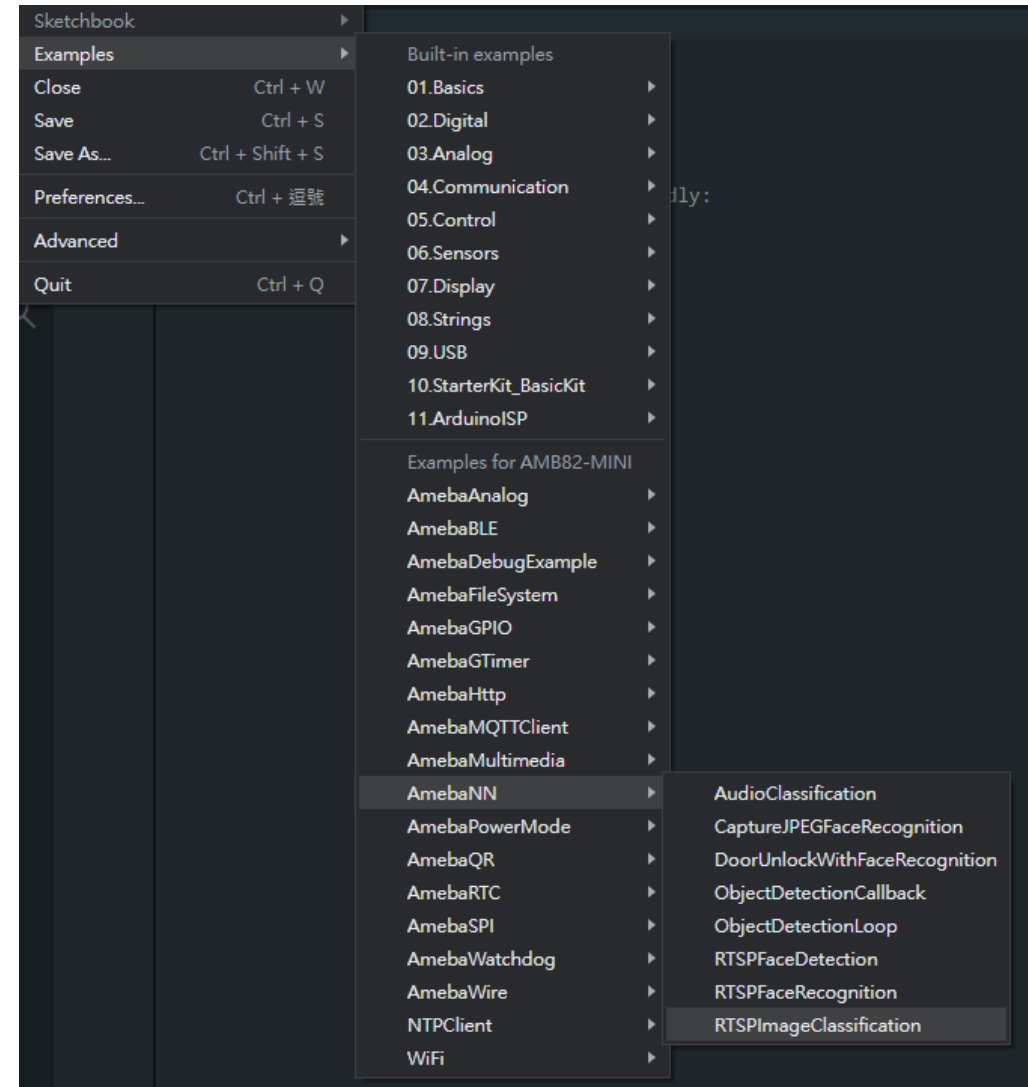 Sketchbook
Examples
Close Ctrl + W
Save Ctrl + S
Save As... Ctrl + Shift + S
Preferences... Ctrl + 逗號
Advanced
Quit Ctrl + Q
dly:
Built-in examples
01.Basics
02.Digital
03.Analog
04.Communication
05.Control
06.Sensors
07.Display
08.Strings
09.USB
10.StarterKit_BasicKit
11.ArduinoISP
Examples for AMB82-MINI
AmebaAnalog
AmebaBLE
AmebaDebugExample
AmebaFileSystem
AmebaGPIO
AmebaGTimer
AmebaHttp
AmebaMQTTClient
AmebaMultimedia
AmebaNN
AmebaPowerMode
AmebaQR
AmebaRTC
AmebaSPI
AmebaWatchdog
AmebaWire
NTPClient
WiFi
AudioClassification
CaptureJPEGFaceRecognition
DoorUnlockWithFaceRecognition
ObjectDetectionCallback
ObjectDetectionLoop
RTSPFaceDetection
RTSPFaceRecognition
RTSPImageClassification